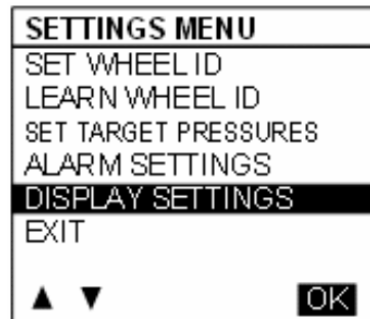 SETTINGS MENU
SET WHEEL ID
LEARN WHEEL ID
SET TARGET PRESSURES
ALARM SETTINGS
DISPLAY SETTINGS
EXIT
▲ ▼ OK